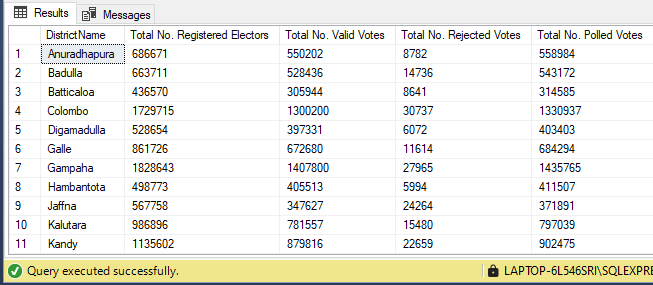 Results Messages
DistrictName Total No. Registered Electors Total No. Valid Votes Total No. Rejected Votes Total No. Polled Votes
1 Anuradhapura 686671 550202 8782 558984
2 Badulla 663711 528436 14736 543172
3 Batticaloa 436570 305944 8641 314585
4 Colombo 1729715 1300200 30737 1330937
5 Digamadulla 528654 397331 6072 403403
6 Galle 861726 672680 11614 684294
7 Gampaha 1828643 1407800 27965 1435765
8 Hambantota 498773 405513 5994 411507
9 Jaffna 567758 347627 24264 371891
10 Kalutara 986896 781557 15480 797039
11 Kandy 1135602 879816 22659 902475
Query executed successfully. LAPTOP-6L546SRI\SQLEXPRE